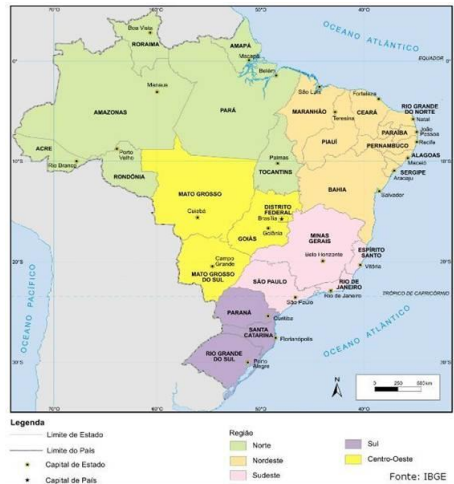 OCEANO ATLÂNTICO
Boa Vista
RORAIMA
AMAPÁ
Macapá
EQUADOR
0°
0°
Belém
São Luís
Fortaleza
Manaus
AMAZONAS
PARÁ
MARANHÃO
Teresina
CEARÁ
RIO GRANDE
DO NORTE
Natal
PARAÍBA
João
Pessoa
PIAUÍ
PERNAMBUCO
Recife
ACRE
Rio Branco
Porto
Velho
RONDÔNIA
Palmas
TOCANTINS
ALAGOAS
Maceió
SERGIPE
Aracaju
BAHIA
Salvador
MATO GROSSO
Cuiabá
DISTRITO
FEDERAL
Brasília
Goiânia
GOIÁS
MINAS
GERAIS
Belo Horizonte
ESPÍRITO
SANTO
Vitória
Campo
Grande
MATO GROSSO
DO SUL
SÃO PAULO
São Paulo
RIO DE
JANEIRO
Rio de Janeiro
TRÓPICO DE CAPRICÓRNIO
PARANÁ
Curitiba
SANTA
CATARINA
Florianópolis
RIO GRANDE
DO SUL
Porto
Alegre
OCEANO PACÍFICO
OCEANO ATLÂNTICO
N
0 250 500 km
Legenda
Limite de Estado
Limite do País
Capital de Estado
Capital de País
Região
Norte
Nordeste
Sudeste
Sul
Centro-Oeste
Fonte: IBGE